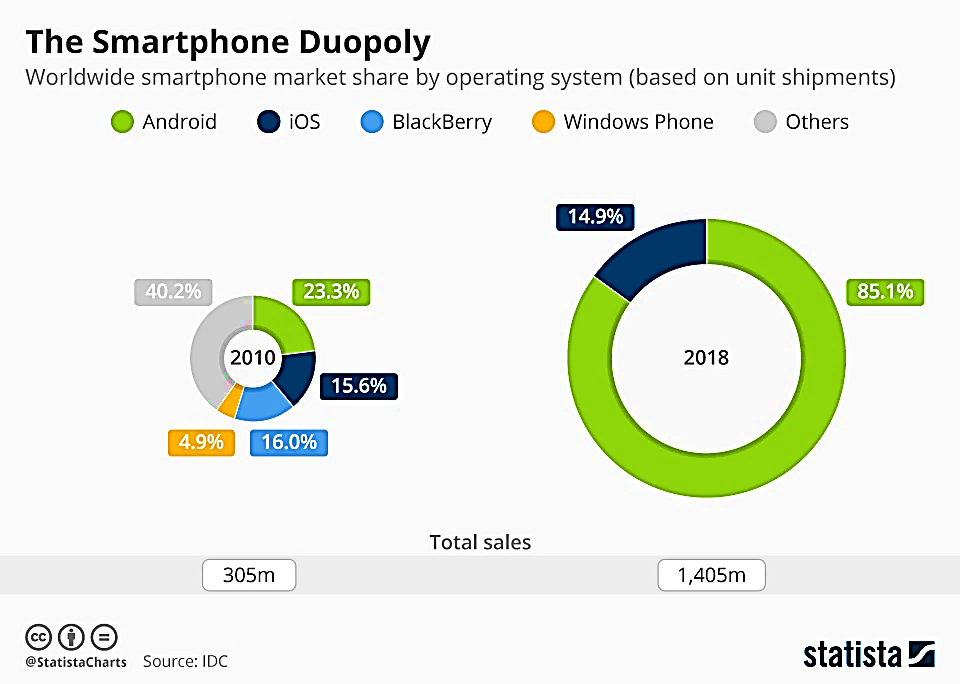 The Smartphone Duopoly
Worldwide smartphone market share by operating system (based on unit shipments)
Android iOS BlackBerry Windows Phone Others
14.9%
40.2% 23.3% 85.1%
2010 2018
15.6%
4.9% 16.0%
Total sales
305m 1,405m
cc
@StatistaCharts Source: IDC
statista